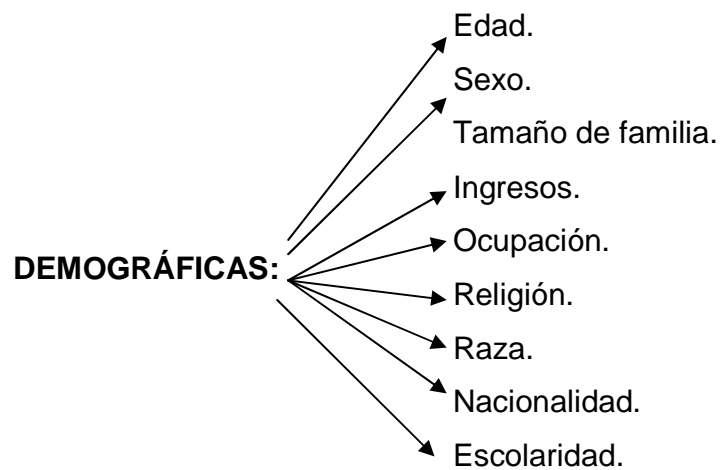 Edad.
Sexo.
Tamaño de familia.
Ingresos.
Ocupación.
DEMOGRÁFICAS:
Religión.
Raza.
Nacionalidad.
Escolaridad.